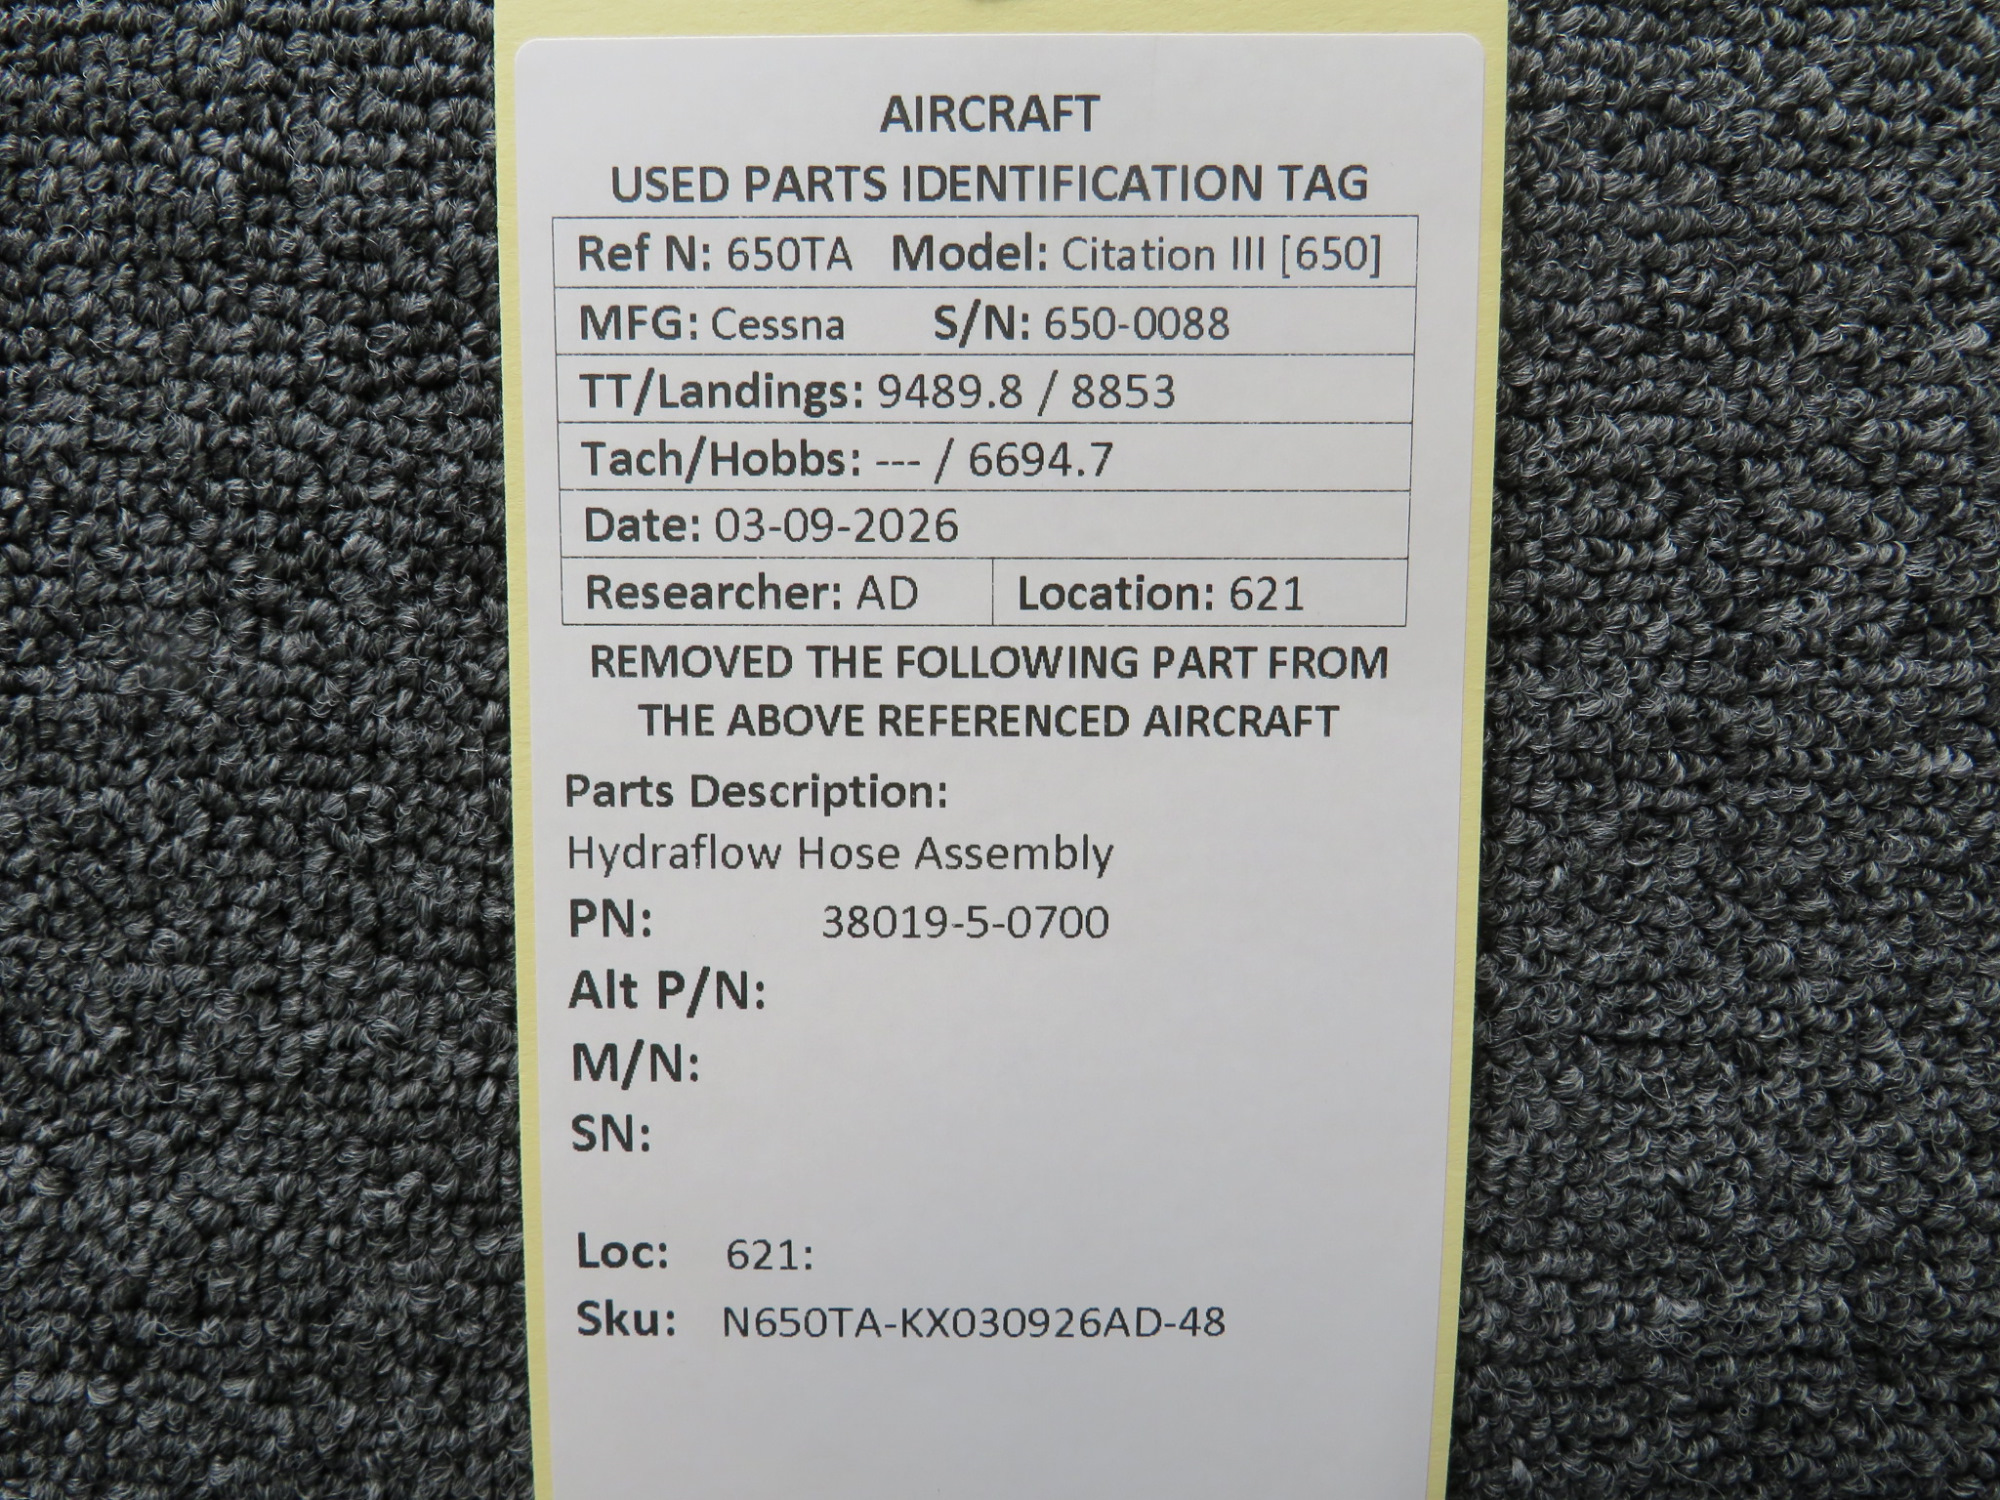 AIRCRAFT
USED PARTS IDENTIFICATION TAG
Ref N: 650TA Model: Citation III [650]
MFG: Cessna S/N: 650-0088
TT/Landings: 9489.8 / 8853
Tach/Hobbs: --- / 6694.7
Date: 03-09-2026
Researcher: AD Location: 621
REMOVED THE FOLLOWING PART FROM
THE ABOVE REFERENCED AIRCRAFT
Parts Description:
Hydraflow Hose Assembly
PN: 38019-5-0700
Alt P/N:
M/N:
SN:
Loc: 621:
Sku: N650TA-KX030926AD-48